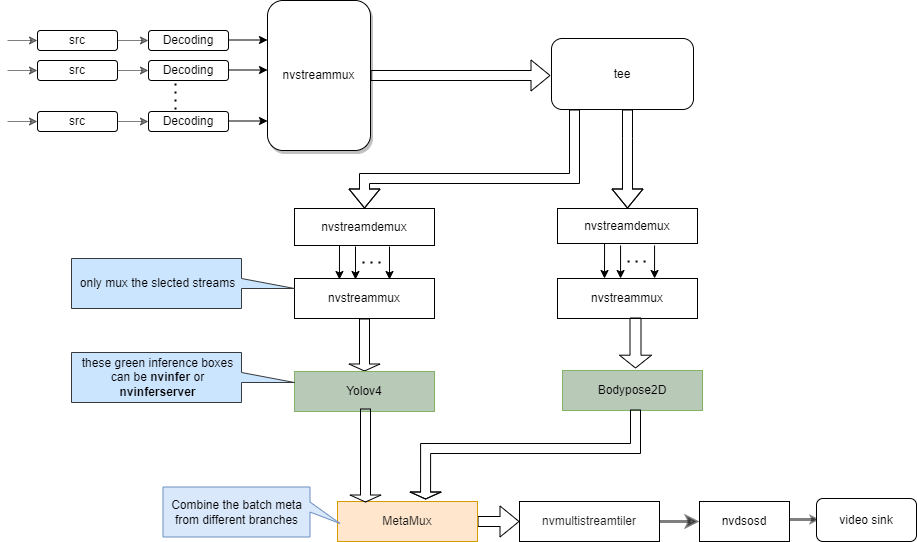 src
Decoding
src
Decoding
src
Decoding
nvstreammux
tee
nvstreamdemux
nvstreamdemux
only mux the slected streams
nvstreammux
nvstreammux
these green inference boxes
can be nvinfer or
nvinferserver
Yolov4
Bodypose2D
Combine the batch meta
from different branches
MetaMux
nvmultistreamtiler
nvdsosd
video sink